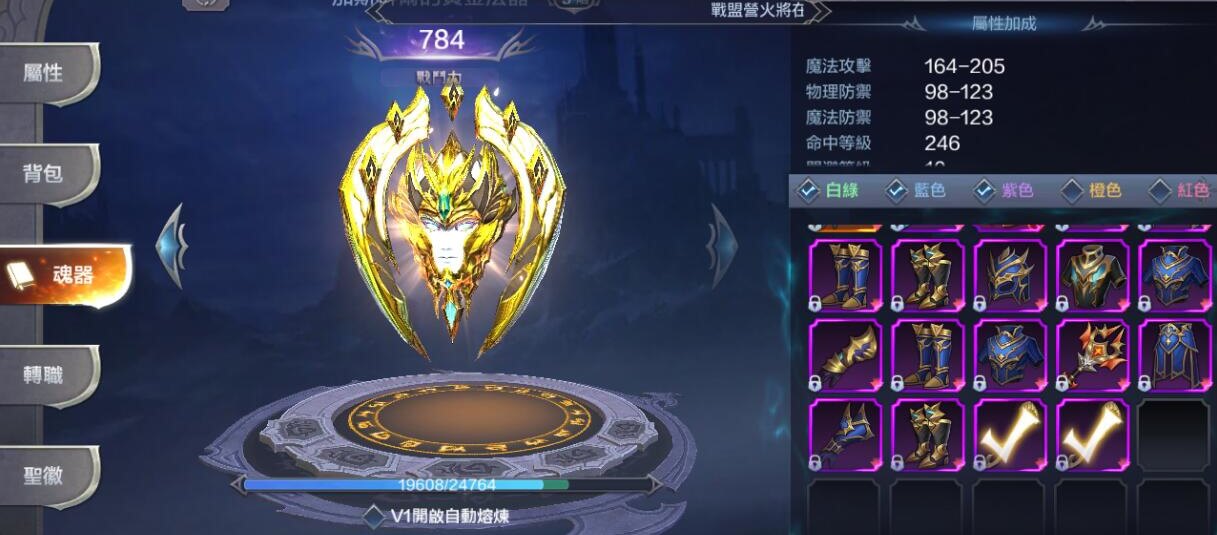 戰盟營火將在
784
戰鬥力
屬性
背包
魂器
轉職
聖徽
19608/24764
V1開啟自動熔煉
屬性加成
魔法攻擊 164-205
物理防禦 98-123
魔法防禦 98-123
命中等級 246
白綠 藍色 紫色 橙色 紅色